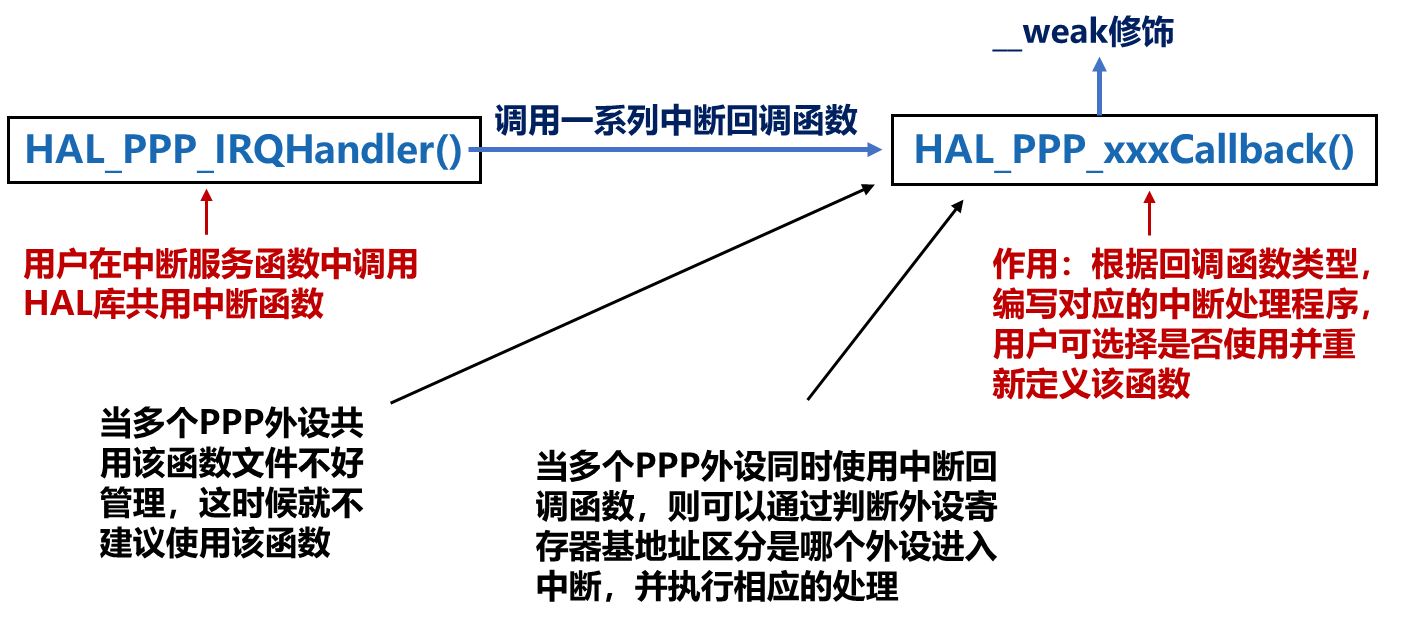 __weak修饰
调用一系列中断回调函数
HAL_PPP_IRQHandler()
HAL_PPP_xxxCallback()
用户在中断服务函数中调用
HAL库共用中断函数
作用：根据回调函数类型，
编写对应的中断处理程序，
用户可选择是否使用并重
新定义该函数
当多个PPP外设共
用该函数文件不好
管理，这时候就不
建议使用该函数
当多个PPP外设同时使用中断回
调函数，则可以通过判断外设寄
存器基地址区分是哪个外设进入
中断，并执行相应的处理